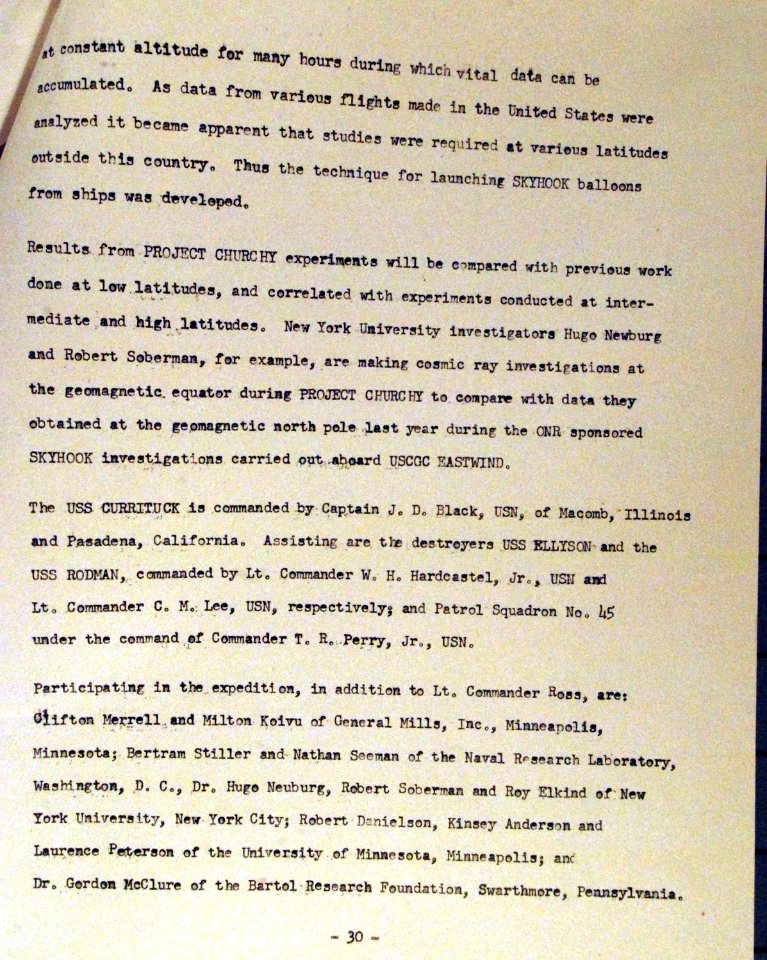 at constant altitude for many hours during which vital data can be
accumulated. As data from various flights made in the United States were
analyzed it became apparent that studies were required at various latitudes
outside this country. Thus the technique for launching SKYHOOK balloons
from ships was developed.
Results from PROJECT CHURCHY experiments will be compared with previous work
done at low latitudes, and correlated with experiments conducted at inter-
mediate and high latitudes. New York University investigators Hugo Newburg
and Robert Soberman, for example, are making cosmic ray investigations at
the geomagnetic equator during PROJECT CHURCHY to compare with data they
obtained at the geomagnetic north pole last year during the ONR sponsored
SKYHOOK investigations carried out aboard USCGC EASTWIND.
The USS CURRITUCK is commanded by Captain J. D. Black, USN, of Macomb, Illinois
and Pasadena, California. Assisting are the destroyers USS ELLYSON and the
USS RODMAN, commanded by Lt. Commander W. H. Hardcastel, Jr., USN and
Lt. Commander C. M. Lee, USN, respectively; and Patrol Squadron No. 45
under the command of Commander T. R. Perry, Jr., USN.
Participating in the expedition, in addition to Lt. Commander Ross, are:
Clifton Merrell and Milton Koivu of General Mills, Inc., Minneapolis,
Minnesota; Bertram Stiller and Nathan Seeman of the Naval Research Laboratory,
Washington, D. C., Dr. Hugo Neuburg, Robert Soberman and Roy Elkind of New
York University, New York City; Robert Danielson, Kinsey Anderson and
Laurence Peterson of the University of Minnesota, Minneapolis; and
Dr. Gordon McClure of the Bartol Research Foundation, Swarthmore, Pennsylvania.
- 30 -